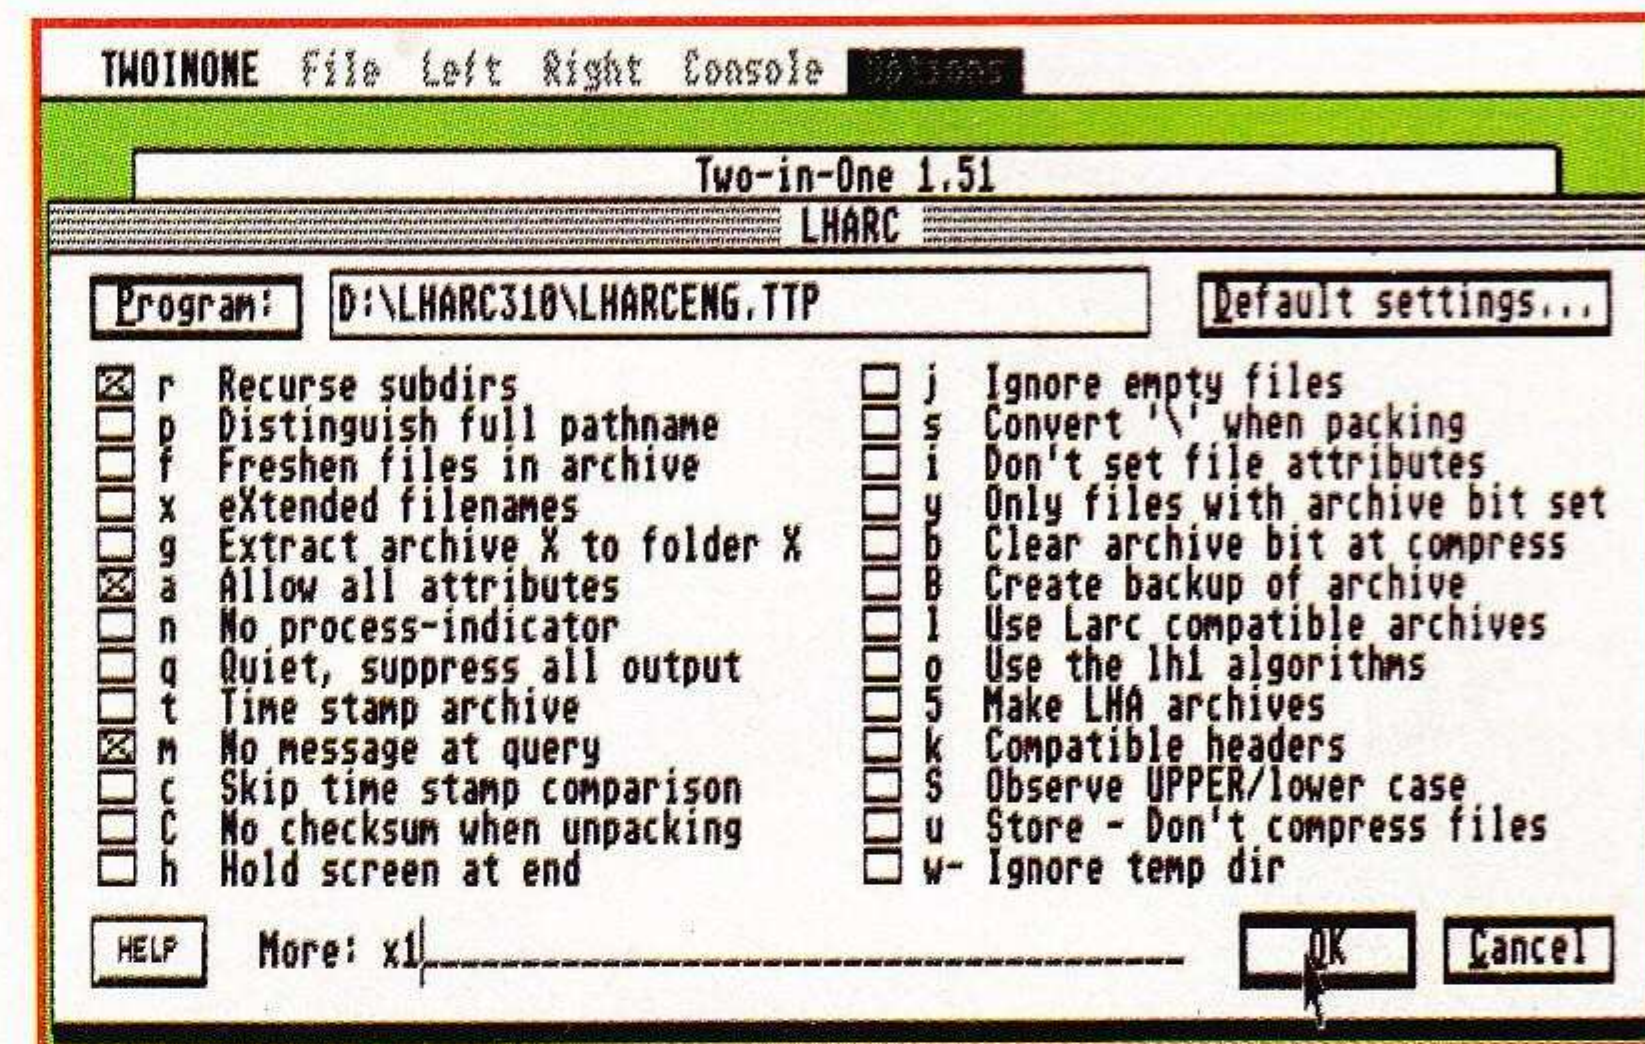 TWOINONE File Left Right Console Options
Two-in-One 1.51
LHARC
Program: D:\LHARC310\LHARCENG.TTP Default settings...
r Recurse subdirs
p Distinguish full pathname
f Freshen files in archive
x eXtended filenames
g Extract archive X to folder X
a Allow all attributes
n No process-indicator
q Quiet, suppress all output
t Time stamp archive
m No message at query
c Skip time stamp comparison
C No checksum when unpacking
h Hold screen at end
j Ignore empty files
s Convert '\' when packing
i Don't set file attributes
y Only files with archive bit set
b Clear archive bit at compress
B Create backup of archive
l Use Larc compatible archives
o Use the lh1 algorithms
5 Make LHA archives
k Compatible headers
S Observe UPPER/lower case
u Store - Don't compress files
w- Ignore temp dir
HELP More: x1 OK Cancel